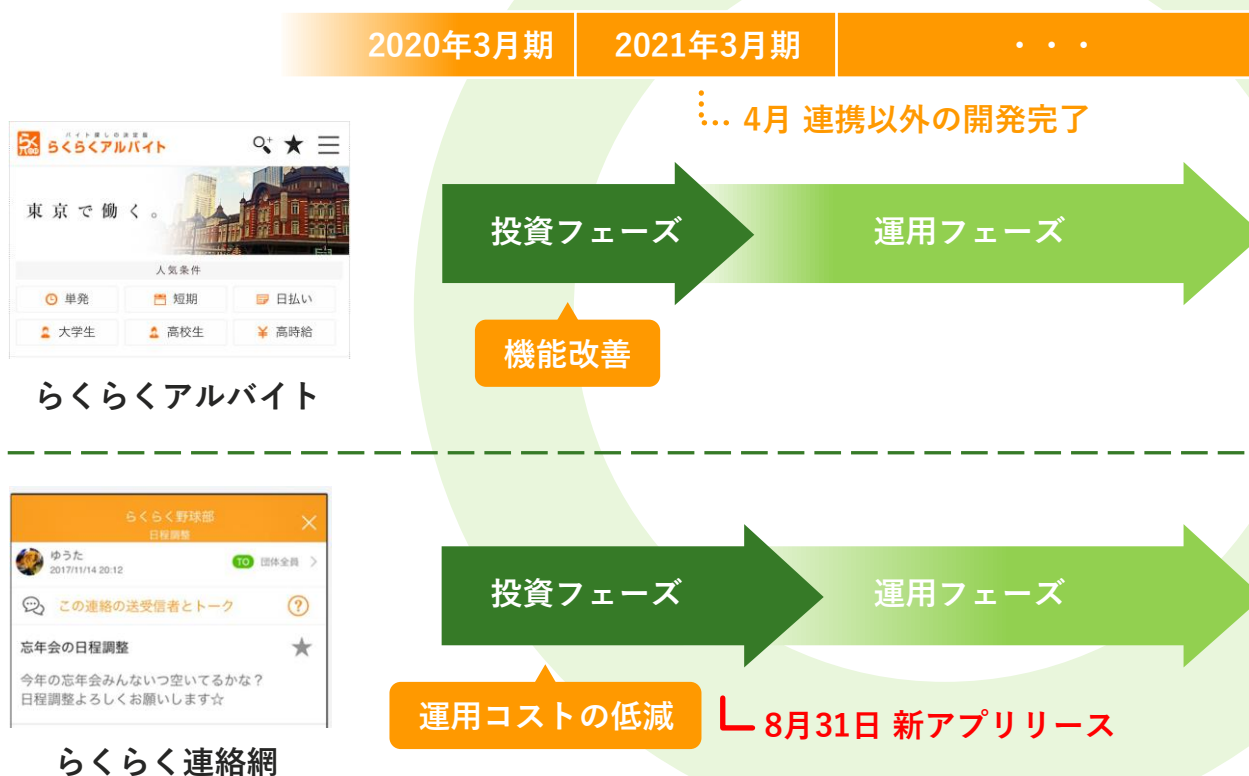 2020年3月期
2021年3月期
・・・
4月 連携以外の開発完了
バイト探しの決定版
らくらくアルバイト
東京で働く。
人気条件
単発
短期
日払い
大学生
高校生
高時給
らくらくアルバイト
投資フェーズ
運用フェーズ
機能改善
らくらく野球部
日程調整
ゆうた
2017/11/14 20:12
TO 団体全員
この連絡の送受信者とトーク
?
忘年会の日程調整
今年の忘年会みんないつ空いてるかな?
日程調整よろしくお願いします☆
らくらく連絡網
投資フェーズ
運用フェーズ
運用コストの低減
8月31日 新アプリリース